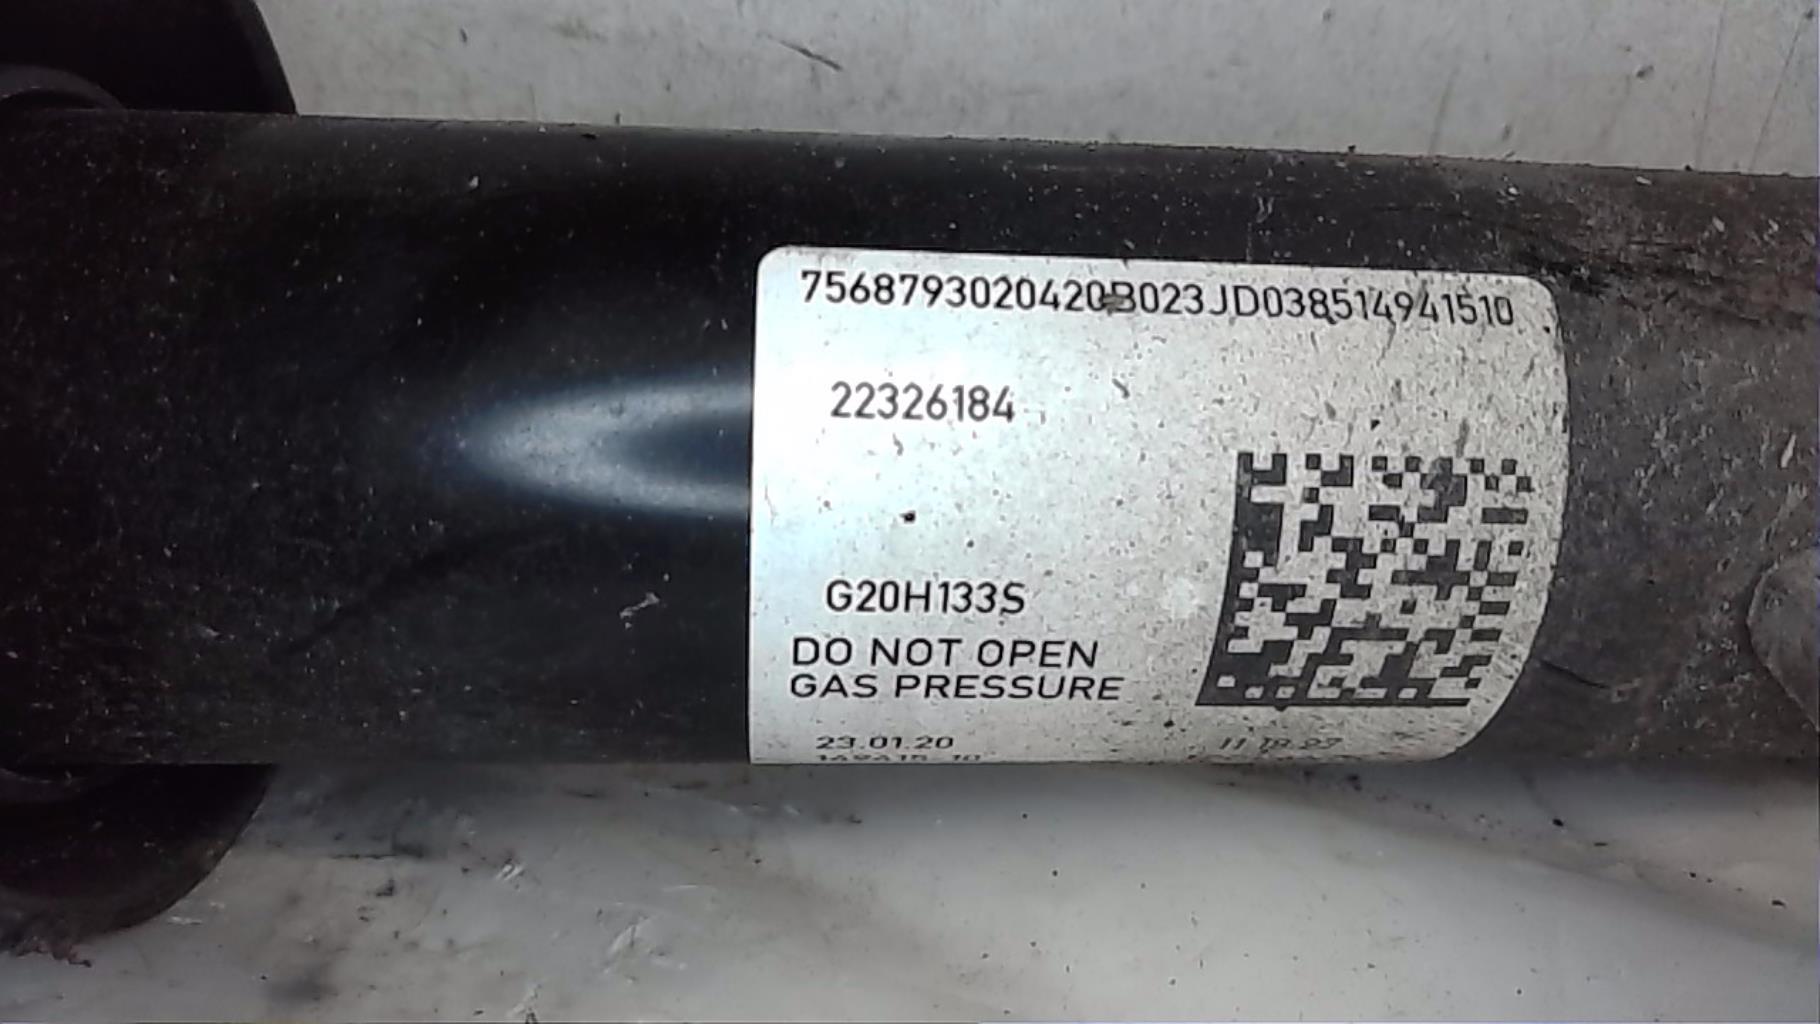 7568793020420B023JD038514941510
22326184
G20H133S
DO NOT OPEN
GAS PRESSURE
23.01.20